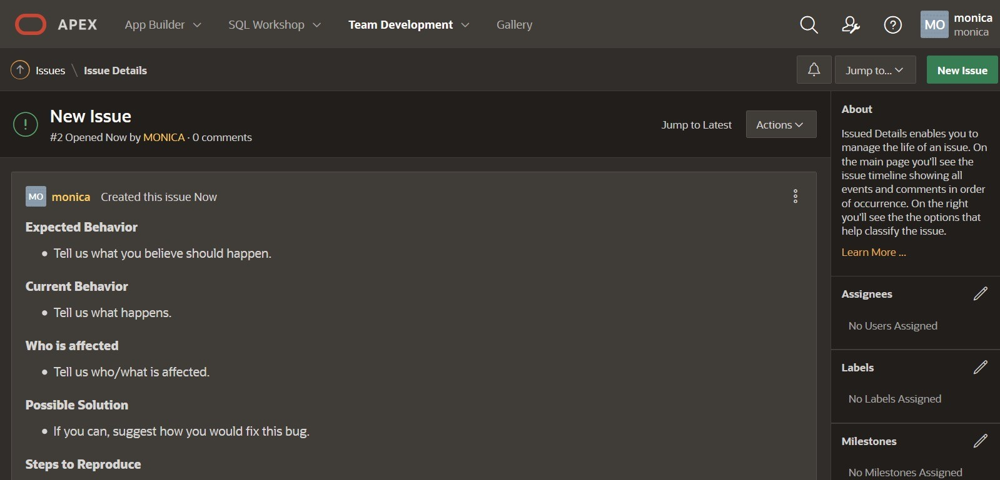 APEX App Builder SQL Workshop Team Development Gallery MO monica
monica
Issues \ Issue Details Jump to... New Issue
New Issue
#2 Opened Now by MONICA · 0 comments
Jump to Latest Actions
MO monica Created this issue Now
Expected Behavior
• Tell us what you believe should happen.
Current Behavior
• Tell us what happens.
Who is affected
• Tell us who/what is affected.
Possible Solution
• If you can, suggest how you would fix this bug.
Steps to Reproduce
About
Issued Details enables you to
manage the life of an issue. On
the main page you'll see the
issue timeline showing all
events and comments in order
of occurrence. On the right
you'll see the the options that
help classify the issue.
Learn More ...
Assignees
No Users Assigned
Labels
No Labels Assigned
Milestones
No Milestones Assigned